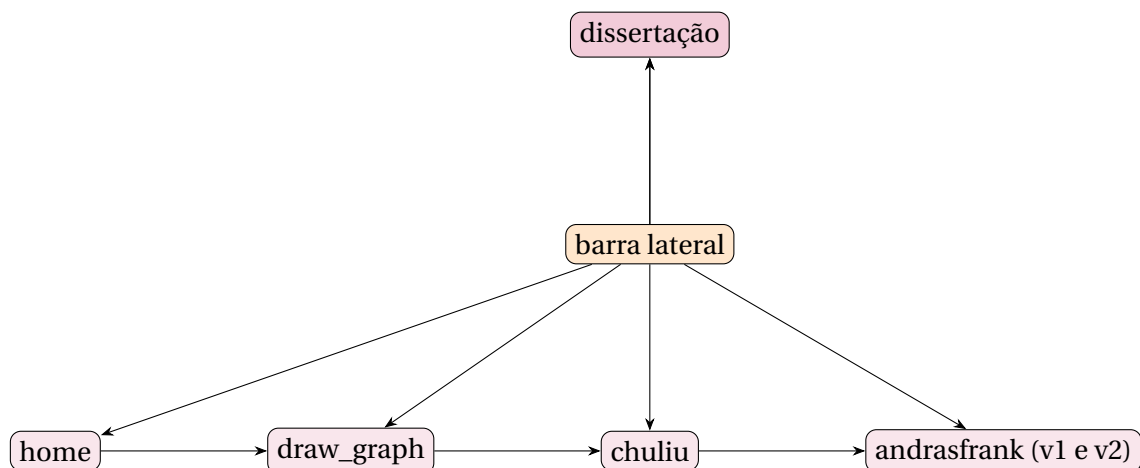 dissertação
barra lateral
home
draw_graph
chuliu
andrasfrank (v1 e v2)